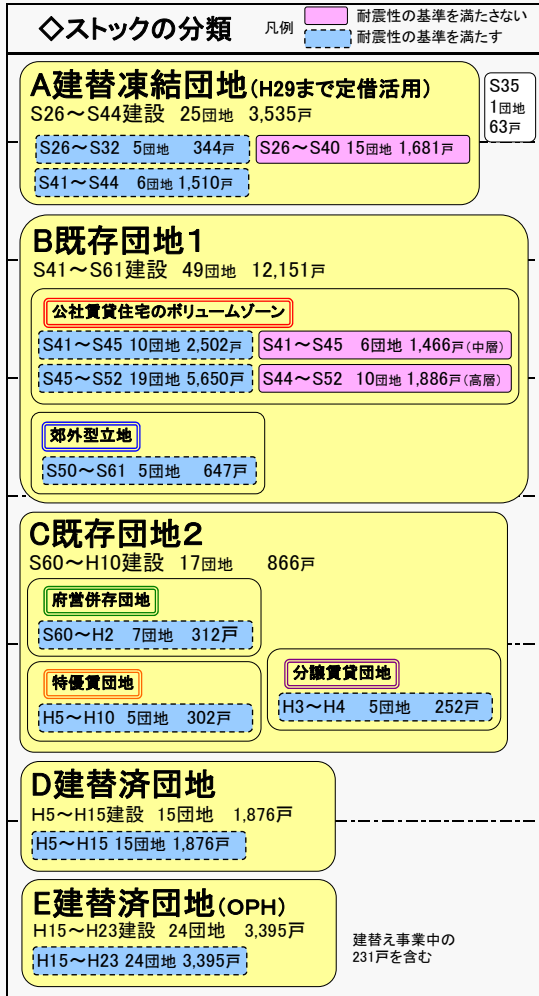 ◇ストックの分類
凡例
耐震性の基準を満たさない
耐震性の基準を満たす
A建替凍結団地(H29まで定借活用)
S26~S44建設 25団地 3,535戸
S26~S32 5団地 344戸
S26~S40 15団地 1,681戸
S41~S44 6団地 1,510戸
S35
1団地
63戸
B既存団地1
S41~S61建設 49団地 12,151戸
公社賃貸住宅のボリュームゾーン
S41~S45 10団地 2,502戸
S41~S45 6団地 1,466戸(中層)
S45~S52 19団地 5,650戸
S44~S52 10団地 1,886戸(高層)
郊外型立地
S50~S61 5団地 647戸
C既存団地2
S60~H10建設 17団地 866戸
府営併存団地
S60~H2 7団地 312戸
特優賃団地
H5~H10 5団地 302戸
分譲賃貸団地
H3~H4 5団地 252戸
D建替済団地
H5~H15建設 15団地 1,876戸
H5~H15 15団地 1,876戸
E建替済団地(OPH)
H15~H23建設 24団地 3,395戸
H15~H23 24団地 3,395戸
建替え事業中の
231戸を含む